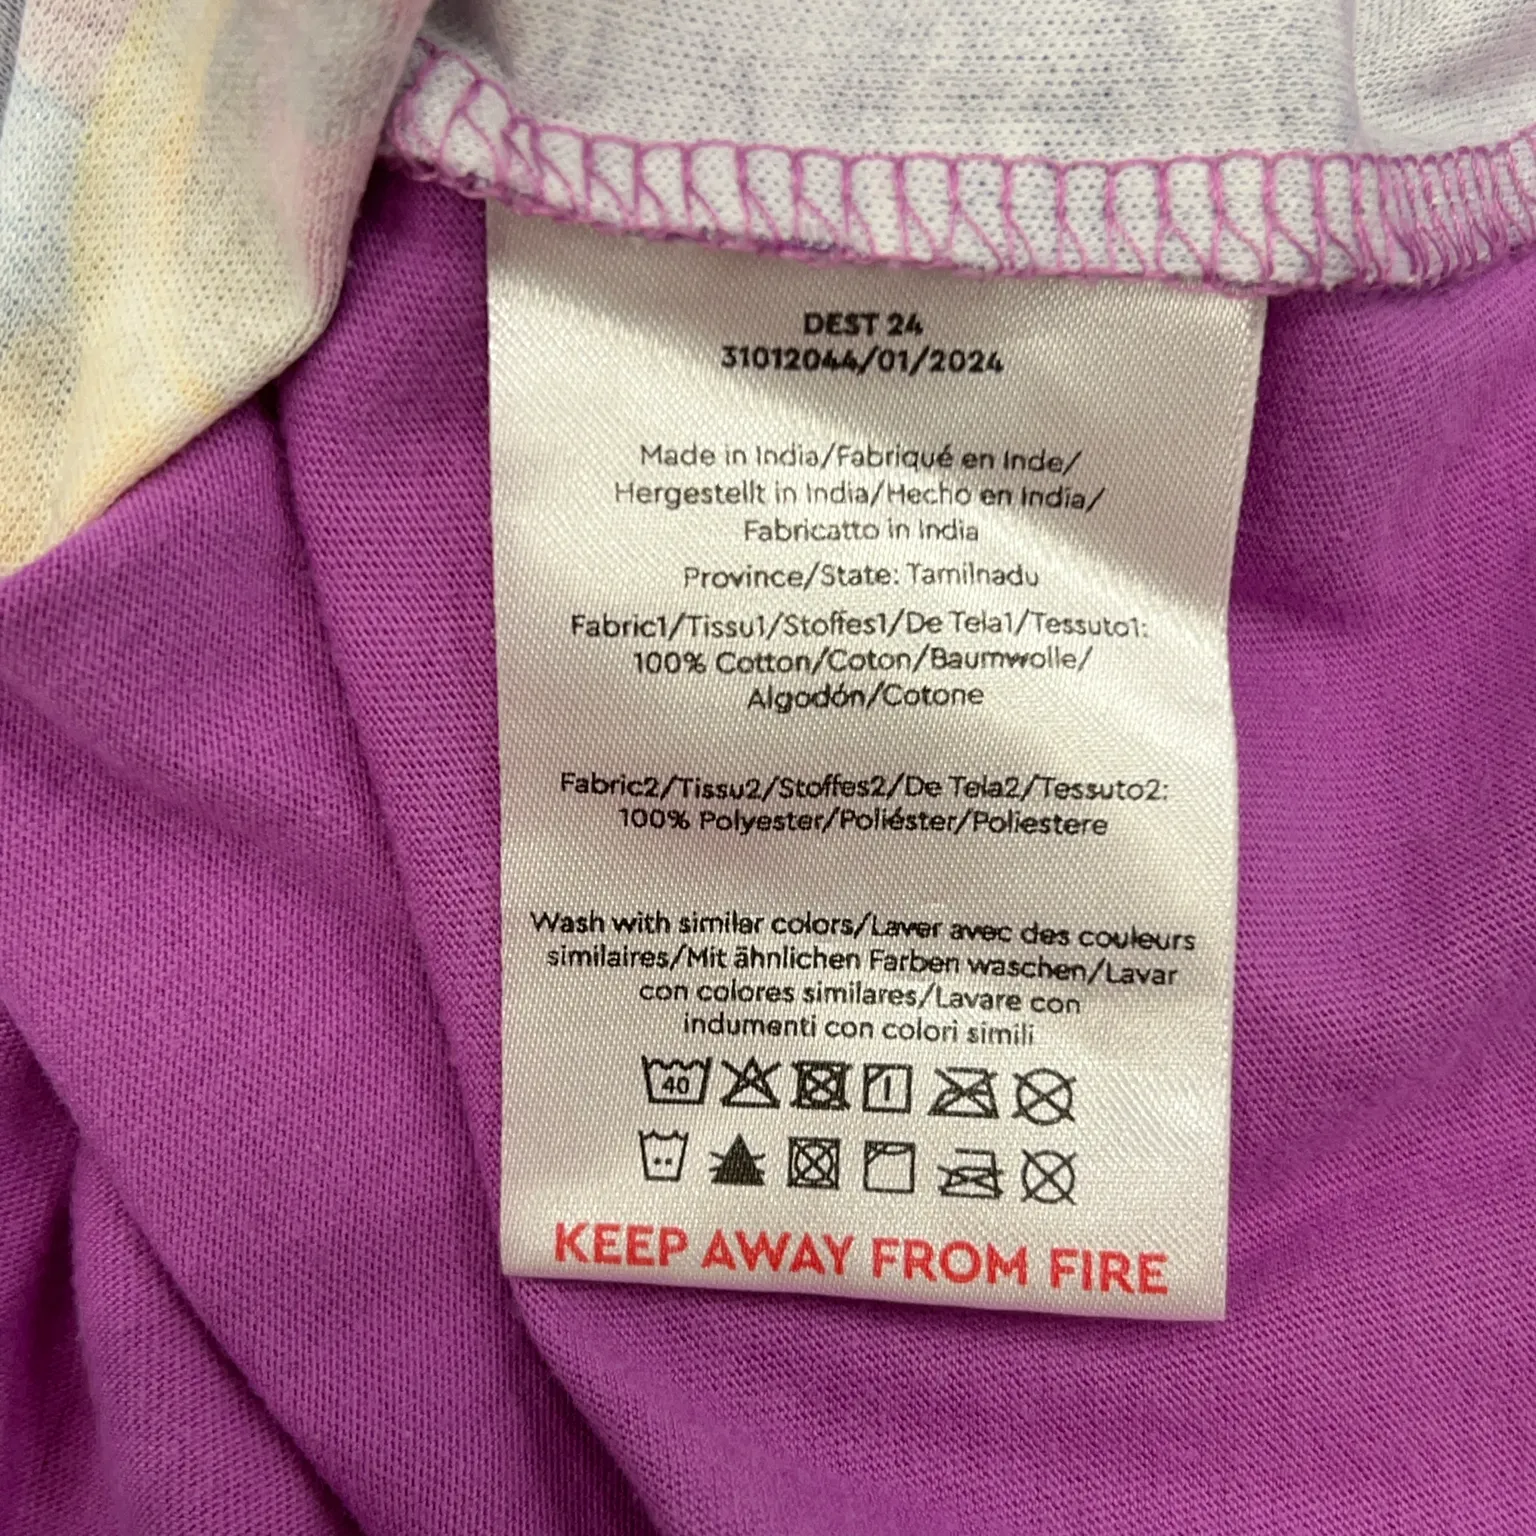 DEST 24
31012044/01/2024
Made in India/Fabriqué en Inde/
Hergestellt in India/Hecho en India/
Fabricatto in India
Province/State: Tamilnadu
Fabric1/Tissu1/Stoffes1/De Tela1/Tessuto1:
100% Cotton/Coton/Baumwolle/
Algodón/Cotone
Fabric2/Tissu2/Stoffes2/De Tela2/Tessuto2:
100% Polyester/Poliéster/Poliestere
Wash with similar colors/Laver avec des couleurs
similaires/Mit ähnlichen Farben waschen/Lavar
con colores similares/Lavare con
indumenti con colori simili
40
KEEP AWAY FROM FIRE